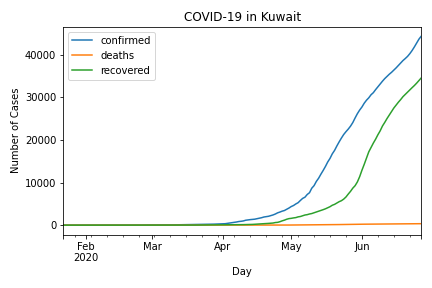 COVID-19 in Kuwait
confirmed
deaths
recovered
Number of Cases
40000
30000
20000
10000
0
Feb Mar Apr May Jun
2020
Day